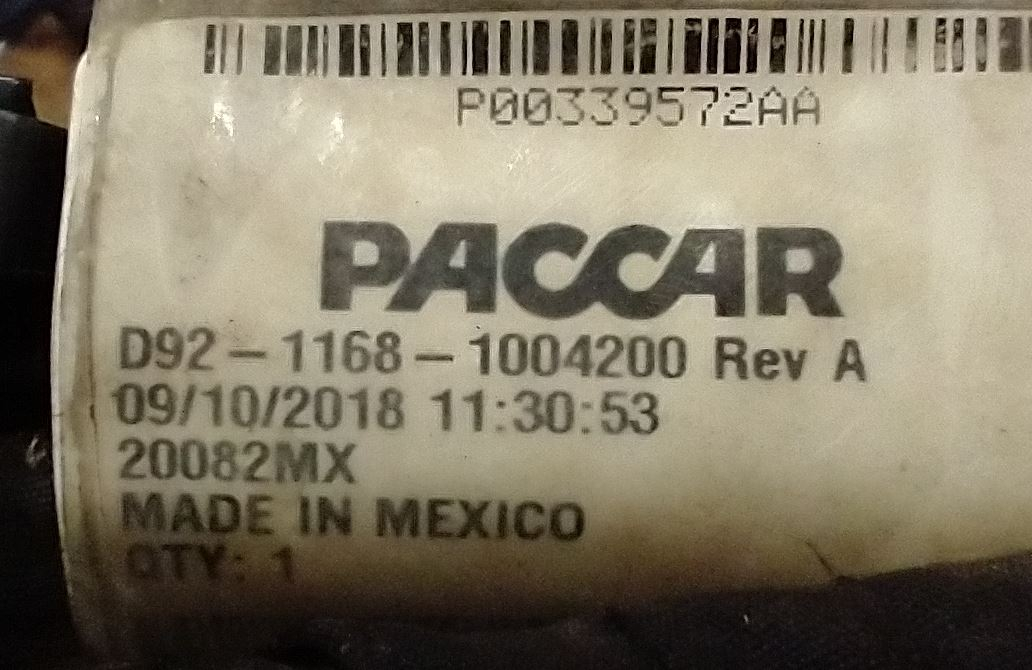 P00339572AA
PACCAR
D92-1168-1004200 Rev A
09/10/2018 11:30:53
20082MX
MADE IN MEXICO
QTY: 1